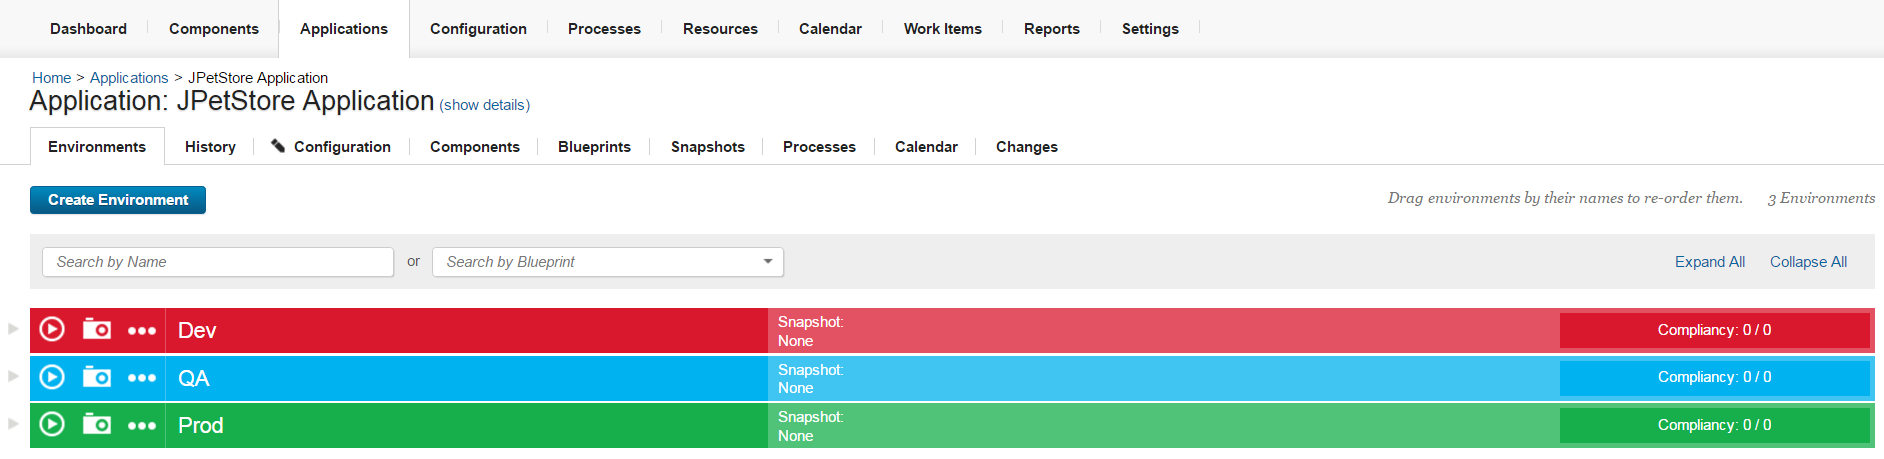 Dashboard Components Applications Configuration Processes Resources Calendar Work Items Reports Settings
Home > Applications > JPetStore Application
Application: JPetStore Application (show details)
Environments History Configuration Components Blueprints Snapshots Processes Calendar Changes
Create Environment Drag environments by their names to re-order them. 3 Environments
Search by Name or Search by Blueprint Expand All Collapse All
Dev Snapshot: None Compliancy: 0 / 0
QA Snapshot: None Compliancy: 0 / 0
Prod Snapshot: None Compliancy: 0 / 0